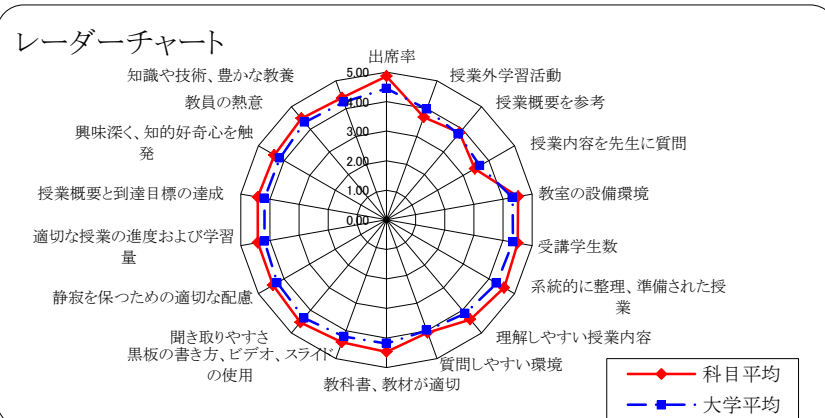 レーダーチャート
出席率
授業外学習活動
授業概要を参考
授業内容を先生に質問
教室の設備環境
受講学生数
系統的に整理、準備された授
業
理解しやすい授業内容
質問しやすい環境
教科書、教材が適切
黒板の書き方、ビデオ、スライド
の使用
聞き取りやすさ
静寂を保つための適切な配慮
適切な授業の進度および学習
量
授業概要と到達目標の達成
興味深く、知的好奇心を触
発
教員の熱意
知識や技術、豊かな教養
5.00
4.00
3.00
2.00
1.00
0.00
科目平均
大学平均